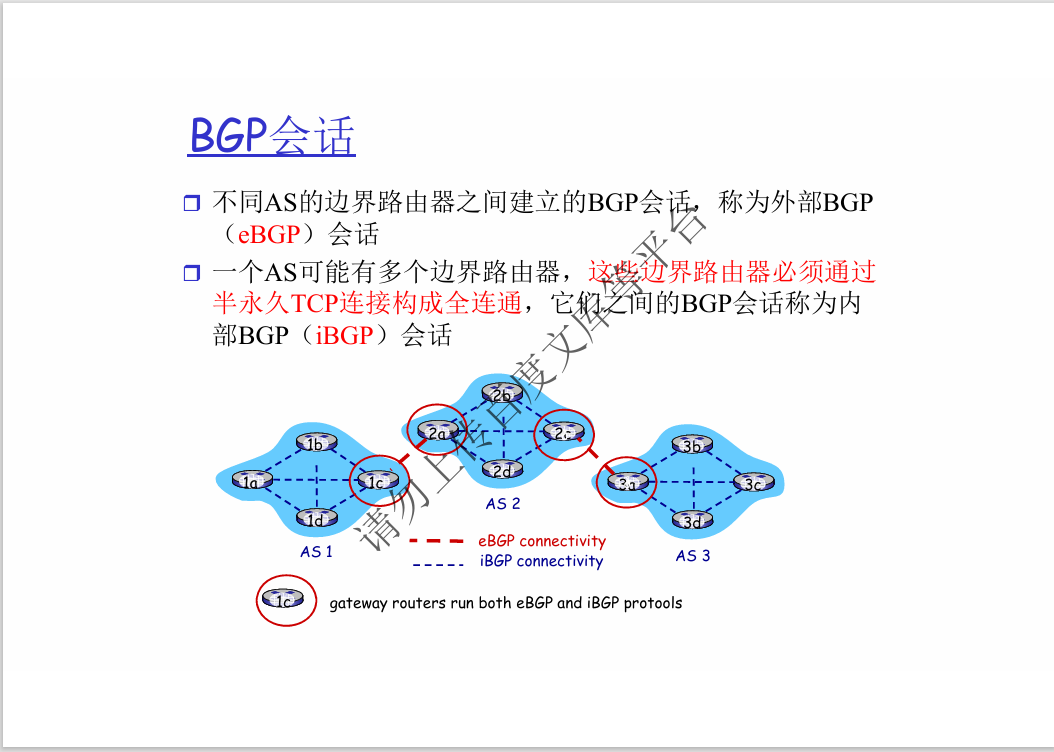 BGP会话
不同AS的边界路由器之间建立的BGP会话，称为外部BGP
（eBGP）会话
一个AS可能有多个边界路由器，这些边界路由器必须通过
半永久TCP连接构成全连通，它们之间的BGP会话称为内
部BGP（iBGP）会话
2b
2a
2c
2d
1b
1a
1c
1d
3b
3a
3c
3d
AS 2
AS 1
AS 3
eBGP connectivity
iBGP connectivity
1c
gateway routers run both eBGP and iBGP protools
请勿上传百度文库等平台